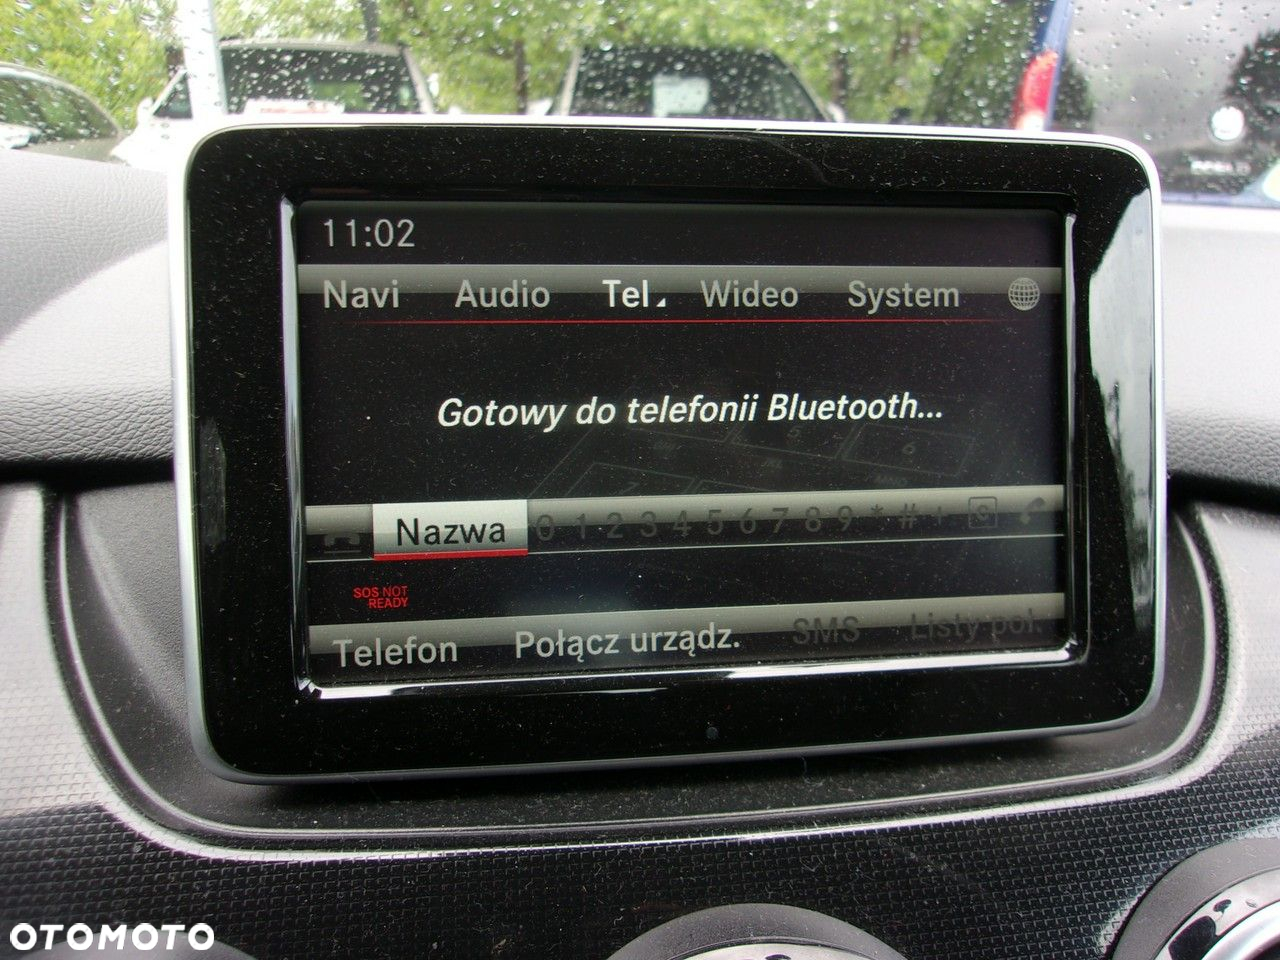 11:02
Navi Audio Tel Wideo System
Gotowy do telefonii Bluetooth...
Nazwa 0 1 2 3 4 5 6 7 8 9 * # +
SOS NOT
READY
Telefon Połącz urządz. SMS Listy poł.
OTOMOTO